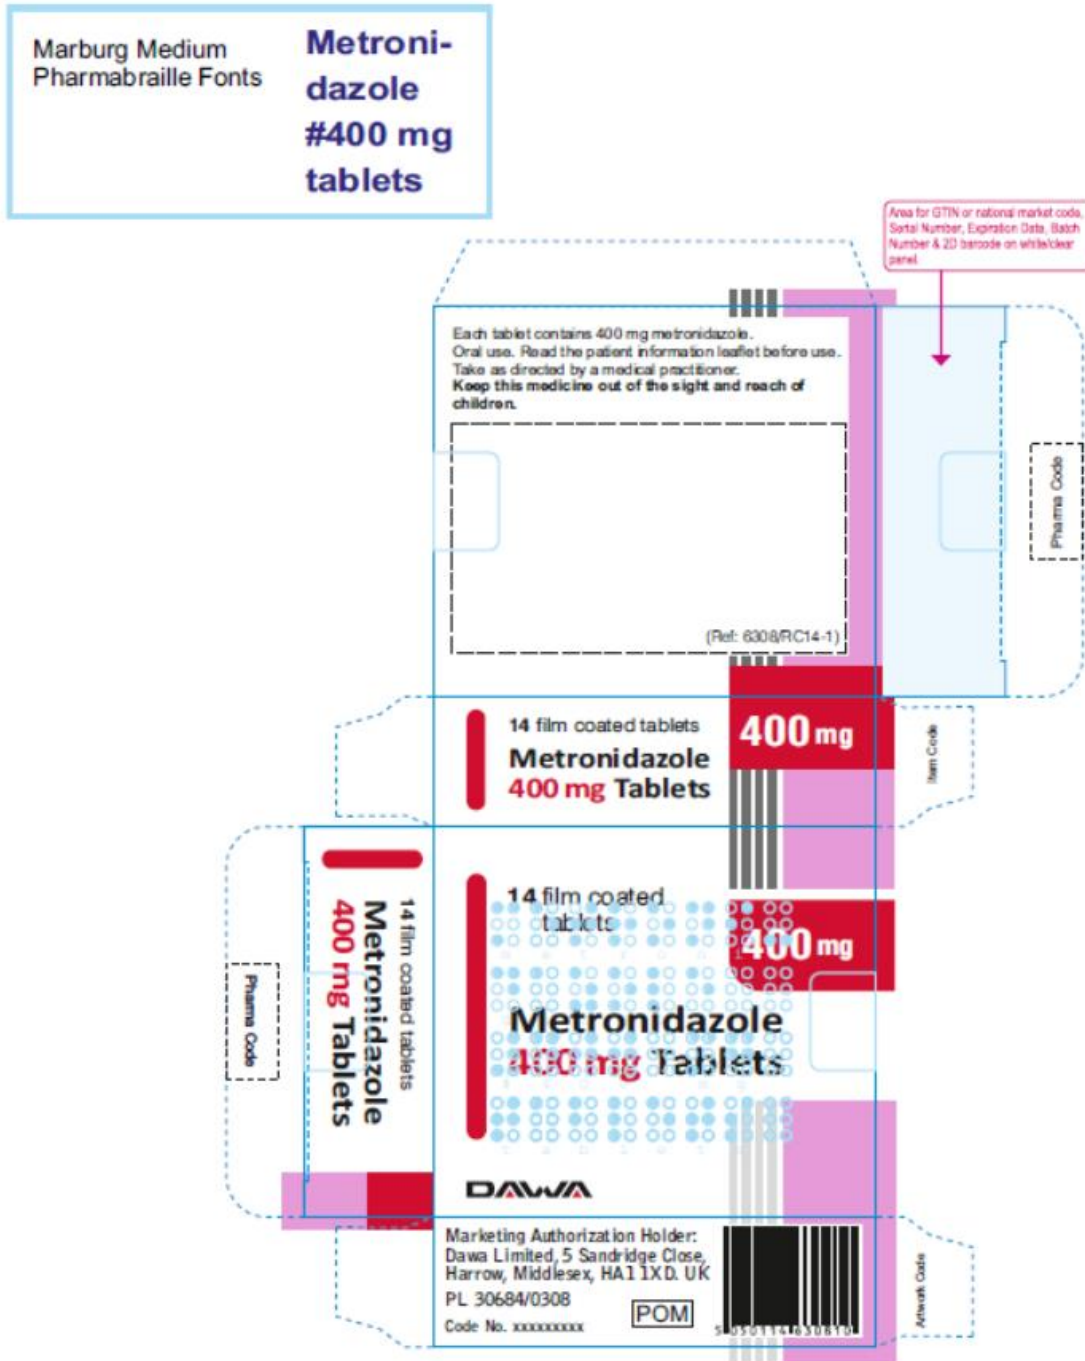 Marburg Medium
Pharmabraille Fonts
Metroni-
dazole
#400 mg
tablets
Area for GTIN or national market code,
Serial Number, Expiration Date, Batch
Number & 2D barcode on white/clear
panel
Each tablet contains 400 mg metronidazole.
Oral use. Read the patient information leaflet before use.
Take as directed by a medical practitioner.
Keep this medicine out of the sight and reach of
children.
(Ref: 6308/RC14-1)
Pharma Code
14 film coated tablets
Metronidazole
400 mg Tablets
400 mg
Item Code
14 film coated tablets
Metronidazole
400 mg Tablets
Pharma Code
14 film coated
tablets
400 mg
Metronidazole
400 mg Tablets
DAWA
Marketing Authorization Holder:
Dawa Limited, 5 Sandridge Close,
Harrow, Middlesex, HA1 1XD. UK
PL 30684/0308
Code No. xxxxxxxxx
POM
5 050114 630810
Artwork Code